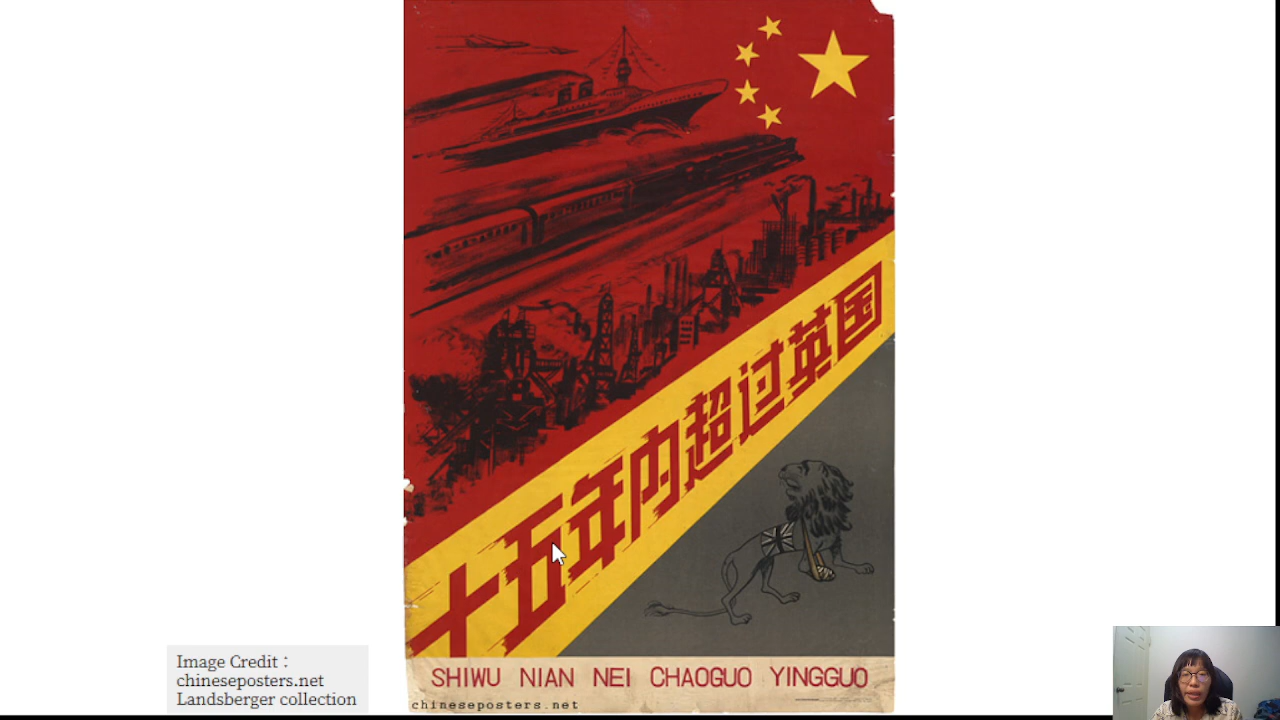 十五年内超过英国
SHIWU NIAN NEI CHAOGUO YINGGUO
chineseposters.net
Image Credit：
chineseposters.net
Landsberger collection